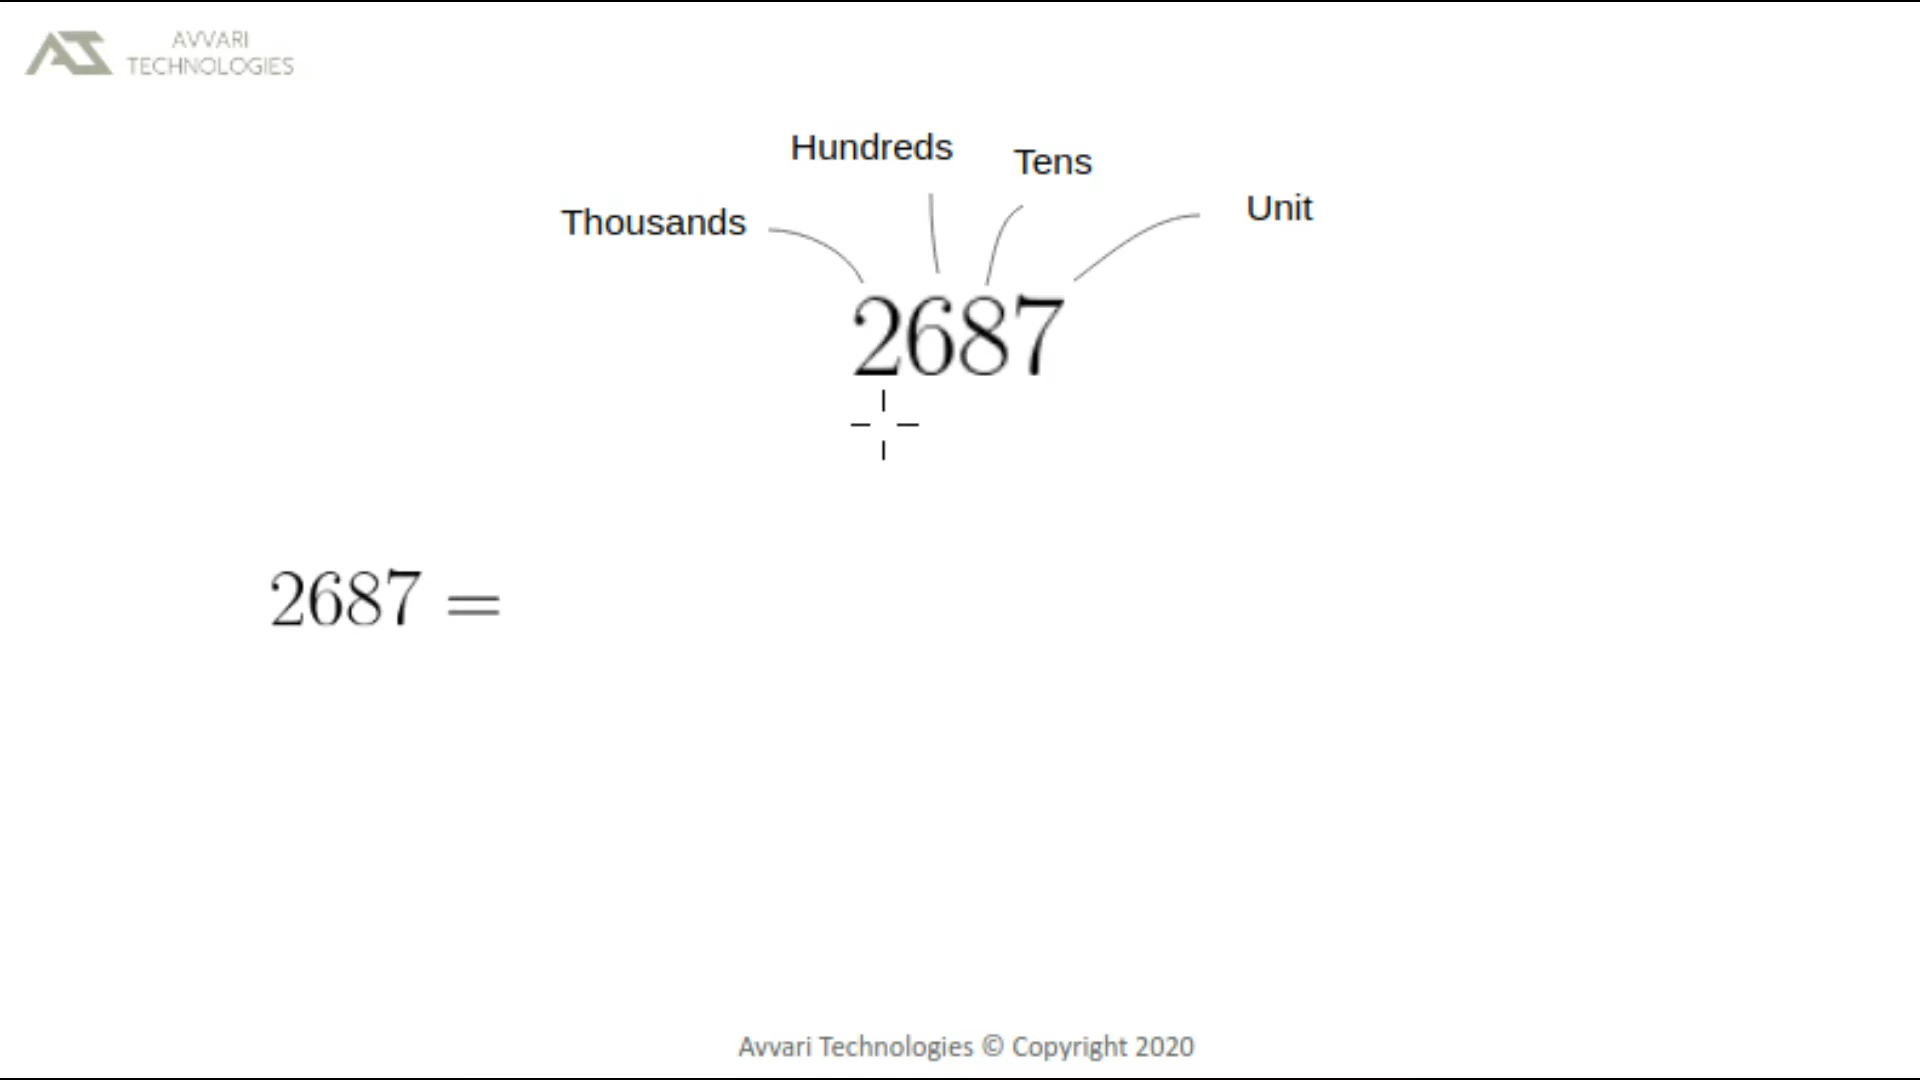 AVVARI
TECHNOLOGIES
Hundreds
Tens
Thousands
Unit
2687
2687 =
Avvari Technologies © Copyright 2020